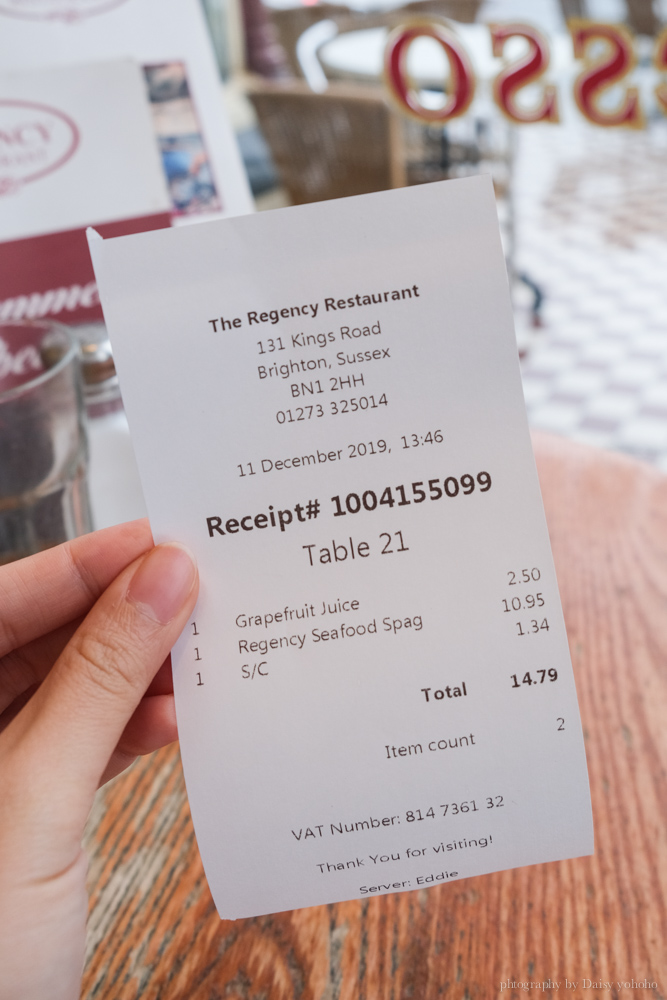 The Regency Restaurant
131 Kings Road
Brighton, Sussex
BN1 2HH
01273 325014
11 December 2019, 13:46
Receipt# 1004155099
Table 21
1 Grapefruit Juice 2.50
1 Regency Seafood Spag 10.95
1 S/C 1.34
Total 14.79
Item count 2
VAT Number: 814 7361 32
Thank You for visiting!
Server: Eddie
photography by Daisy yohoho